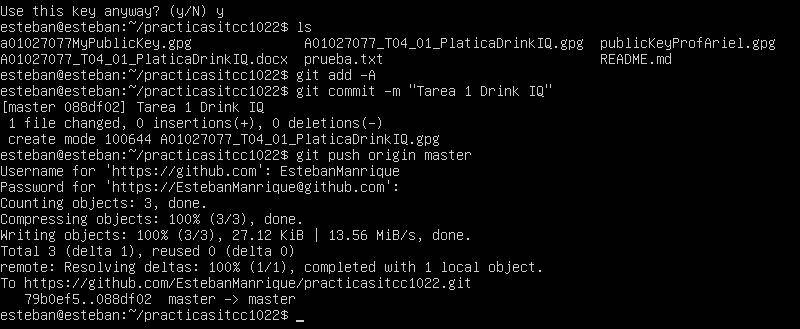 Use this key anyway? (y/N) y
esteban@esteban:~/practicasitcc1022$ ls
a01027077MyPublicKey.gpg A01027077_T04_01_PlaticaDrinkIQ.gpg publicKeyProfAriel.gpg
A01027077_T04_01_PlaticaDrinkIQ.docx prueba.txt README.md
esteban@esteban:~/practicasitcc1022$ git add -A
esteban@esteban:~/practicasitcc1022$ git commit -m "Tarea 1 Drink IQ"
[master 088df02] Tarea 1 Drink IQ
1 file changed, 0 insertions(+), 0 deletions(-)
create mode 100644 A01027077_T04_01_PlaticaDrinkIQ.gpg
esteban@esteban:~/practicasitcc1022$ git push origin master
Username for 'https://github.com': EstebanManrique
Password for 'https://EstebanManrique@github.com':
Counting objects: 3, done.
Compressing objects: 100% (3/3), done.
Writing objects: 100% (3/3), 27.12 KiB | 13.56 MiB/s, done.
Total 3 (delta 1), reused 0 (delta 0)
remote: Resolving deltas: 100% (1/1), completed with 1 local object.
To https://github.com/EstebanManrique/practicasitcc1022.git
79b0ef5..088df02 master -> master
esteban@esteban:~/practicasitcc1022$ _